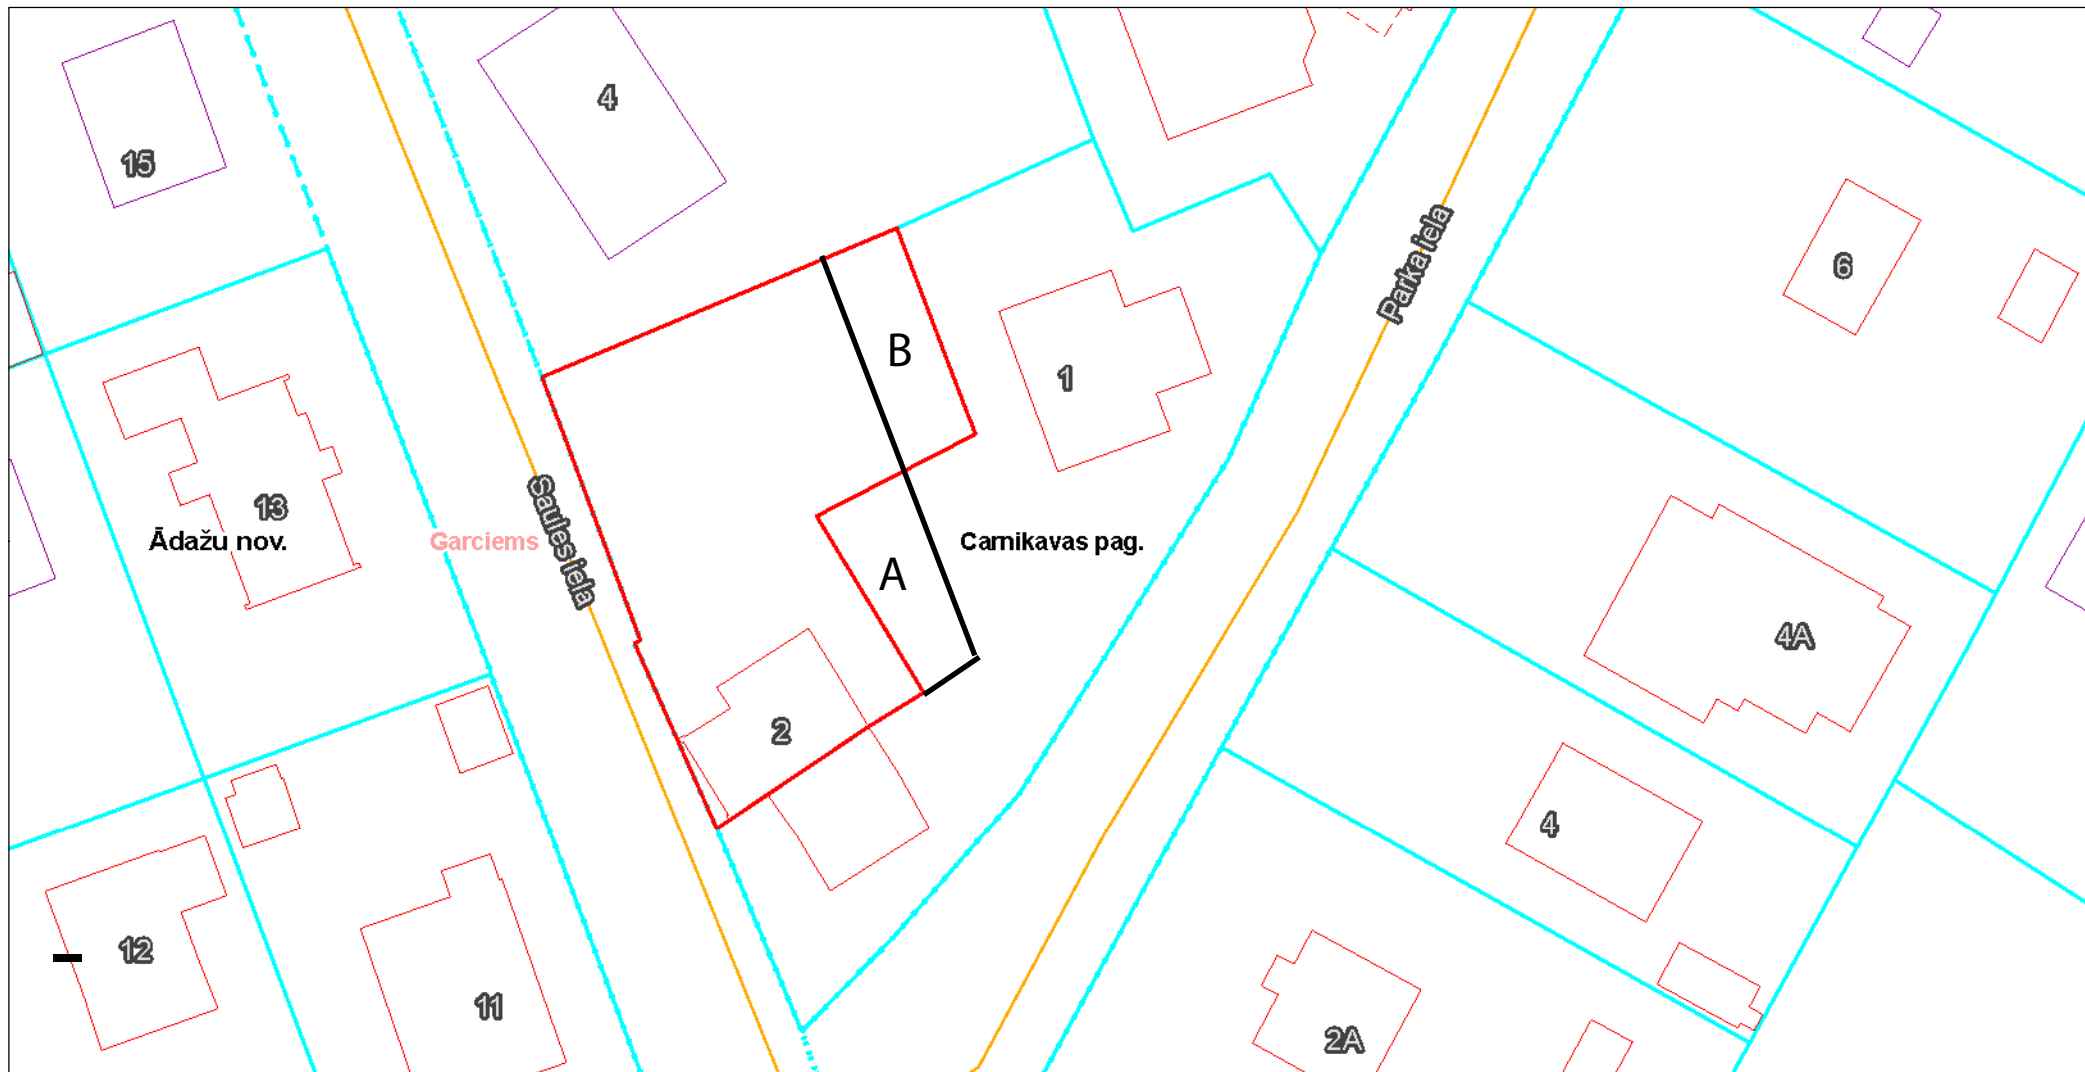 4
15
Parka iela
6
B
1
Saules iela
13
Ādažu nov.
Garciems
Carnikavas pag.
A
4A
2
4
12
11
2A